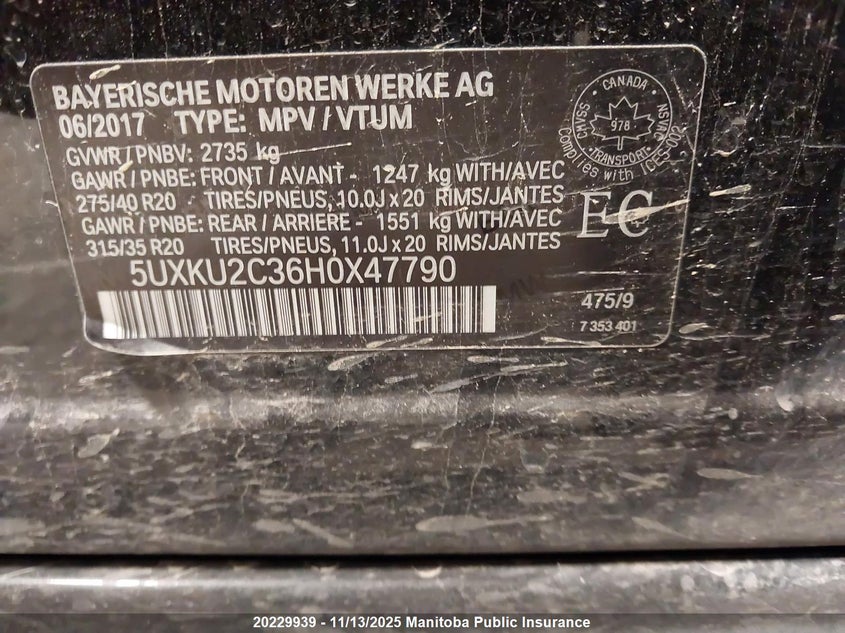 BAYERISCHE MOTOREN WERKE AG
06/2017 TYPE: MPV / VTUM
GVWR / PNBV: 2735 kg
GAWR / PNBE: FRONT / AVANT - 1247 kg WITH/AVEC
275/40 R20 TIRES/PNEUS, 10.0J x 20 RIMS/JANTES
GAWR / PNBE: REAR / ARRIERE - 1551 kg WITH/AVEC
315/35 R20 TIRES/PNEUS, 11.0J x 20 RIMS/JANTES
5UXKU2C36H0X47790
CANADA
CMVSS
NSVAC
978
TRANSPORT
Complies with ICES-002
EC
475/9
7 353 401
20229939 - 11/13/2025 Manitoba Public Insurance